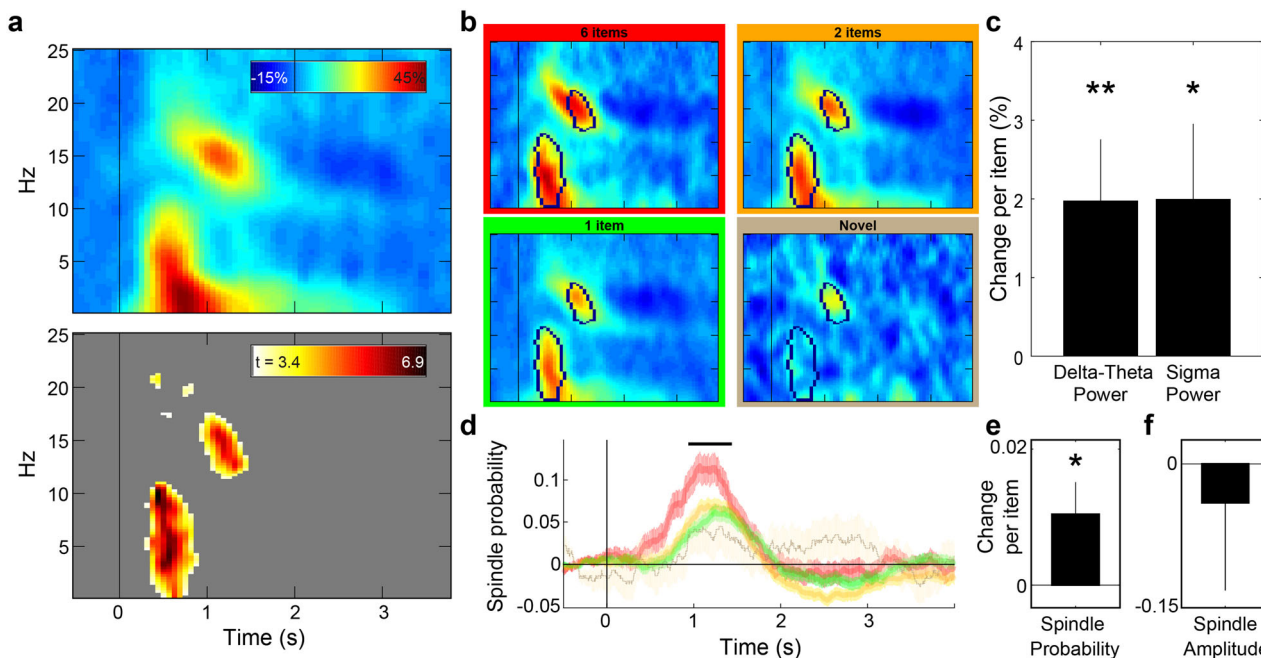 a
25
20
15
10
5
Hz
-15%
45%
25
20
15
10
5
Hz
t = 3.4
6.9
0
1
2
3
Time (s)
b
6 items
2 items
1 item
Novel
c
4
3
2
1
0
Change per item (%)
**
*
Delta-Theta
Power
Sigma
Power
d
Spindle probability
0.1
0.05
0
-0.05
0
1
2
3
Time (s)
e
0.02
0
Change
per item
*
Spindle
Probability
f
0
-0.15
Spindle
Amplitude